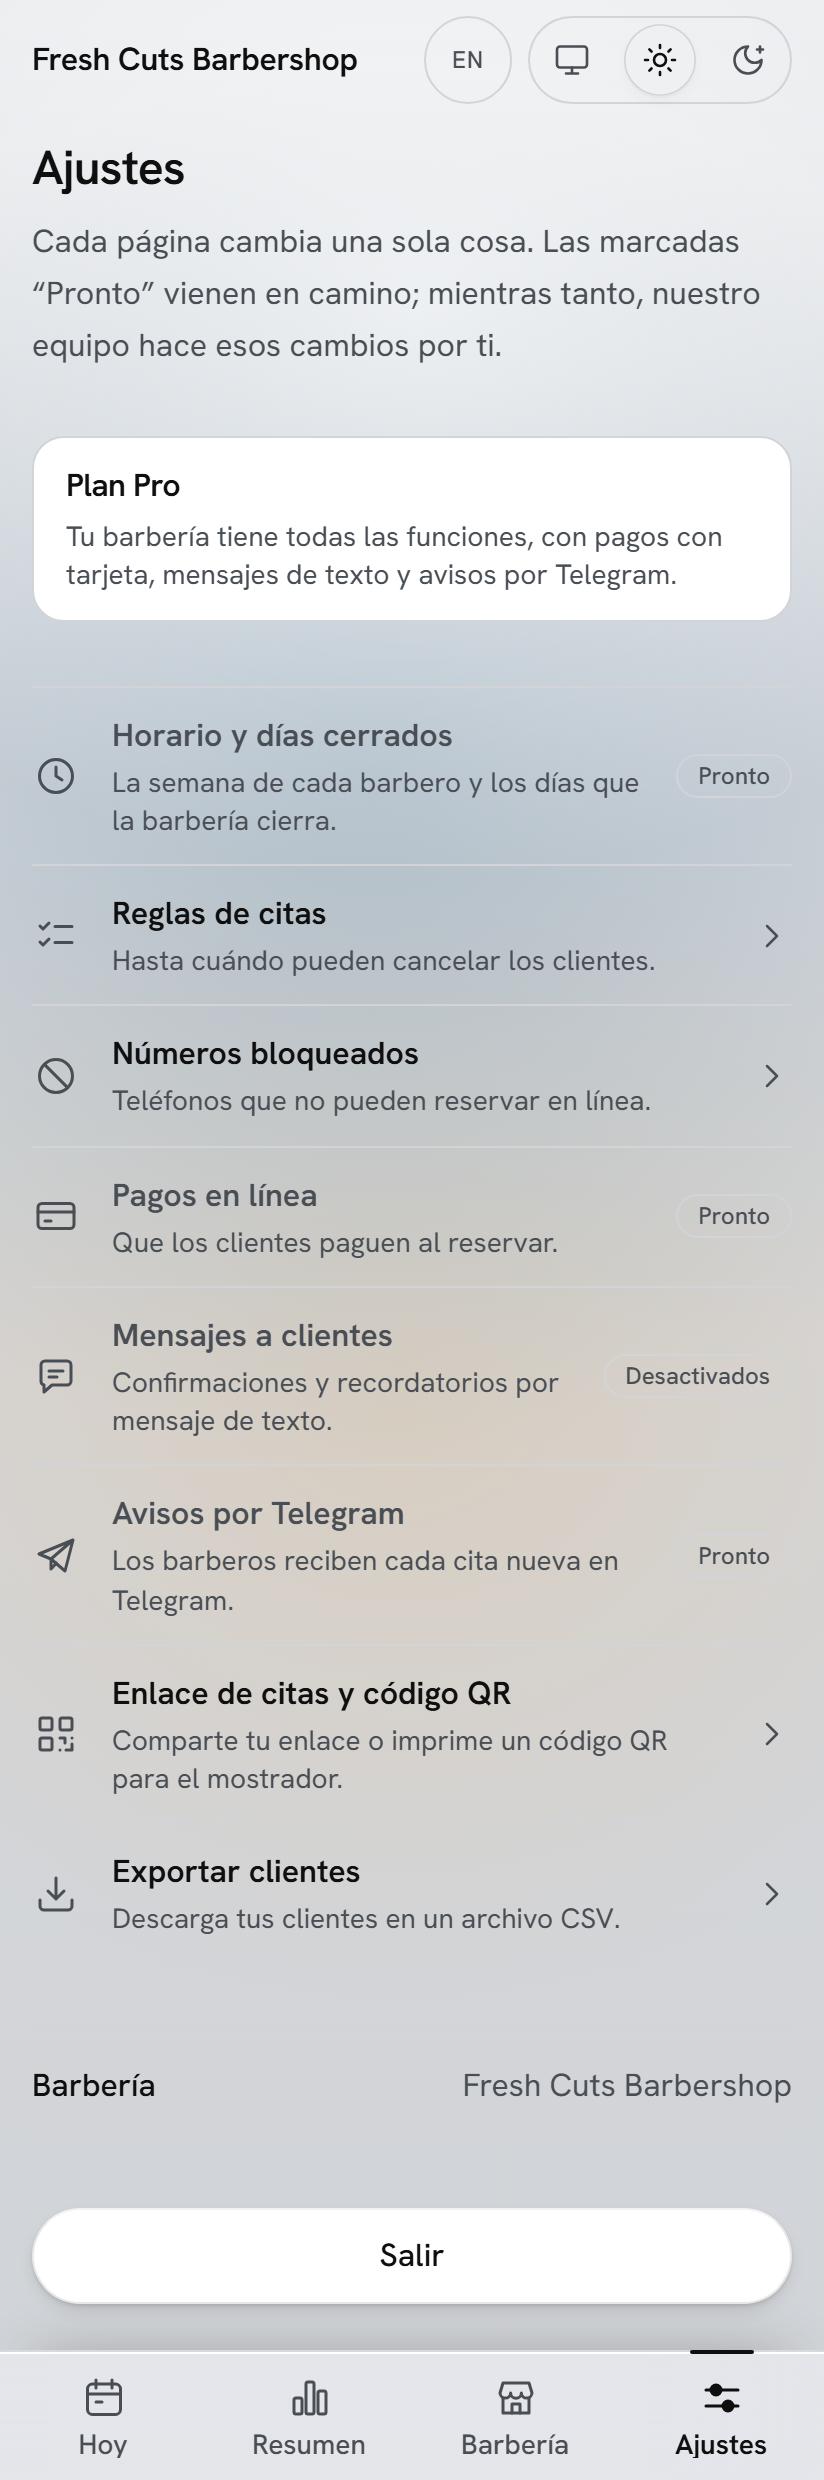 Fresh Cuts Barbershop
EN
Ajustes
Cada página cambia una sola cosa. Las marcadas
“Pronto” vienen en camino; mientras tanto, nuestro
equipo hace esos cambios por ti.
Plan Pro
Tu barbería tiene todas las funciones, con pagos con
tarjeta, mensajes de texto y avisos por Telegram.
Horario y días cerrados
La semana de cada barbero y los días que
la barbería cierra.
Pronto
Reglas de citas
Hasta cuándo pueden cancelar los clientes.
Números bloqueados
Teléfonos que no pueden reservar en línea.
Pagos en línea
Que los clientes paguen al reservar.
Pronto
Mensajes a clientes
Confirmaciones y recordatorios por
mensaje de texto.
Desactivados
Avisos por Telegram
Los barberos reciben cada cita nueva en
Telegram.
Pronto
Enlace de citas y código QR
Comparte tu enlace o imprime un código QR
para el mostrador.
Exportar clientes
Descarga tus clientes en un archivo CSV.
Barbería
Fresh Cuts Barbershop
Salir
Hoy
Resumen
Barbería
Ajustes